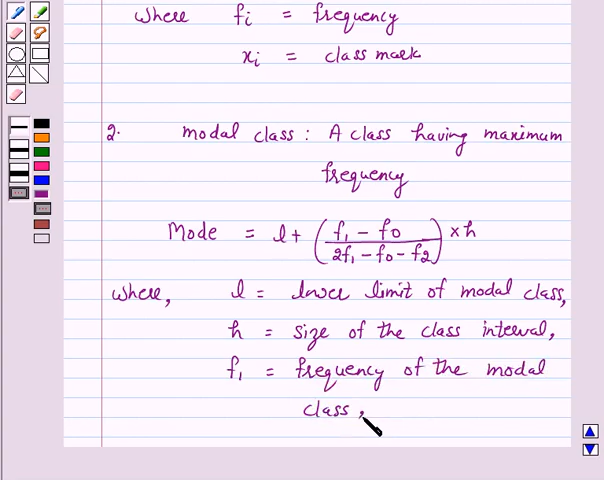 where fi = frequency
xi = class mark
2. modal class : A class having maximum
frequency
Mode = l + ( f1 - f0 / 2f1 - f0 - f2 ) × h
where, l = lower limit of modal class,
h = size of the class interval,
f1 = frequency of the modal
class,